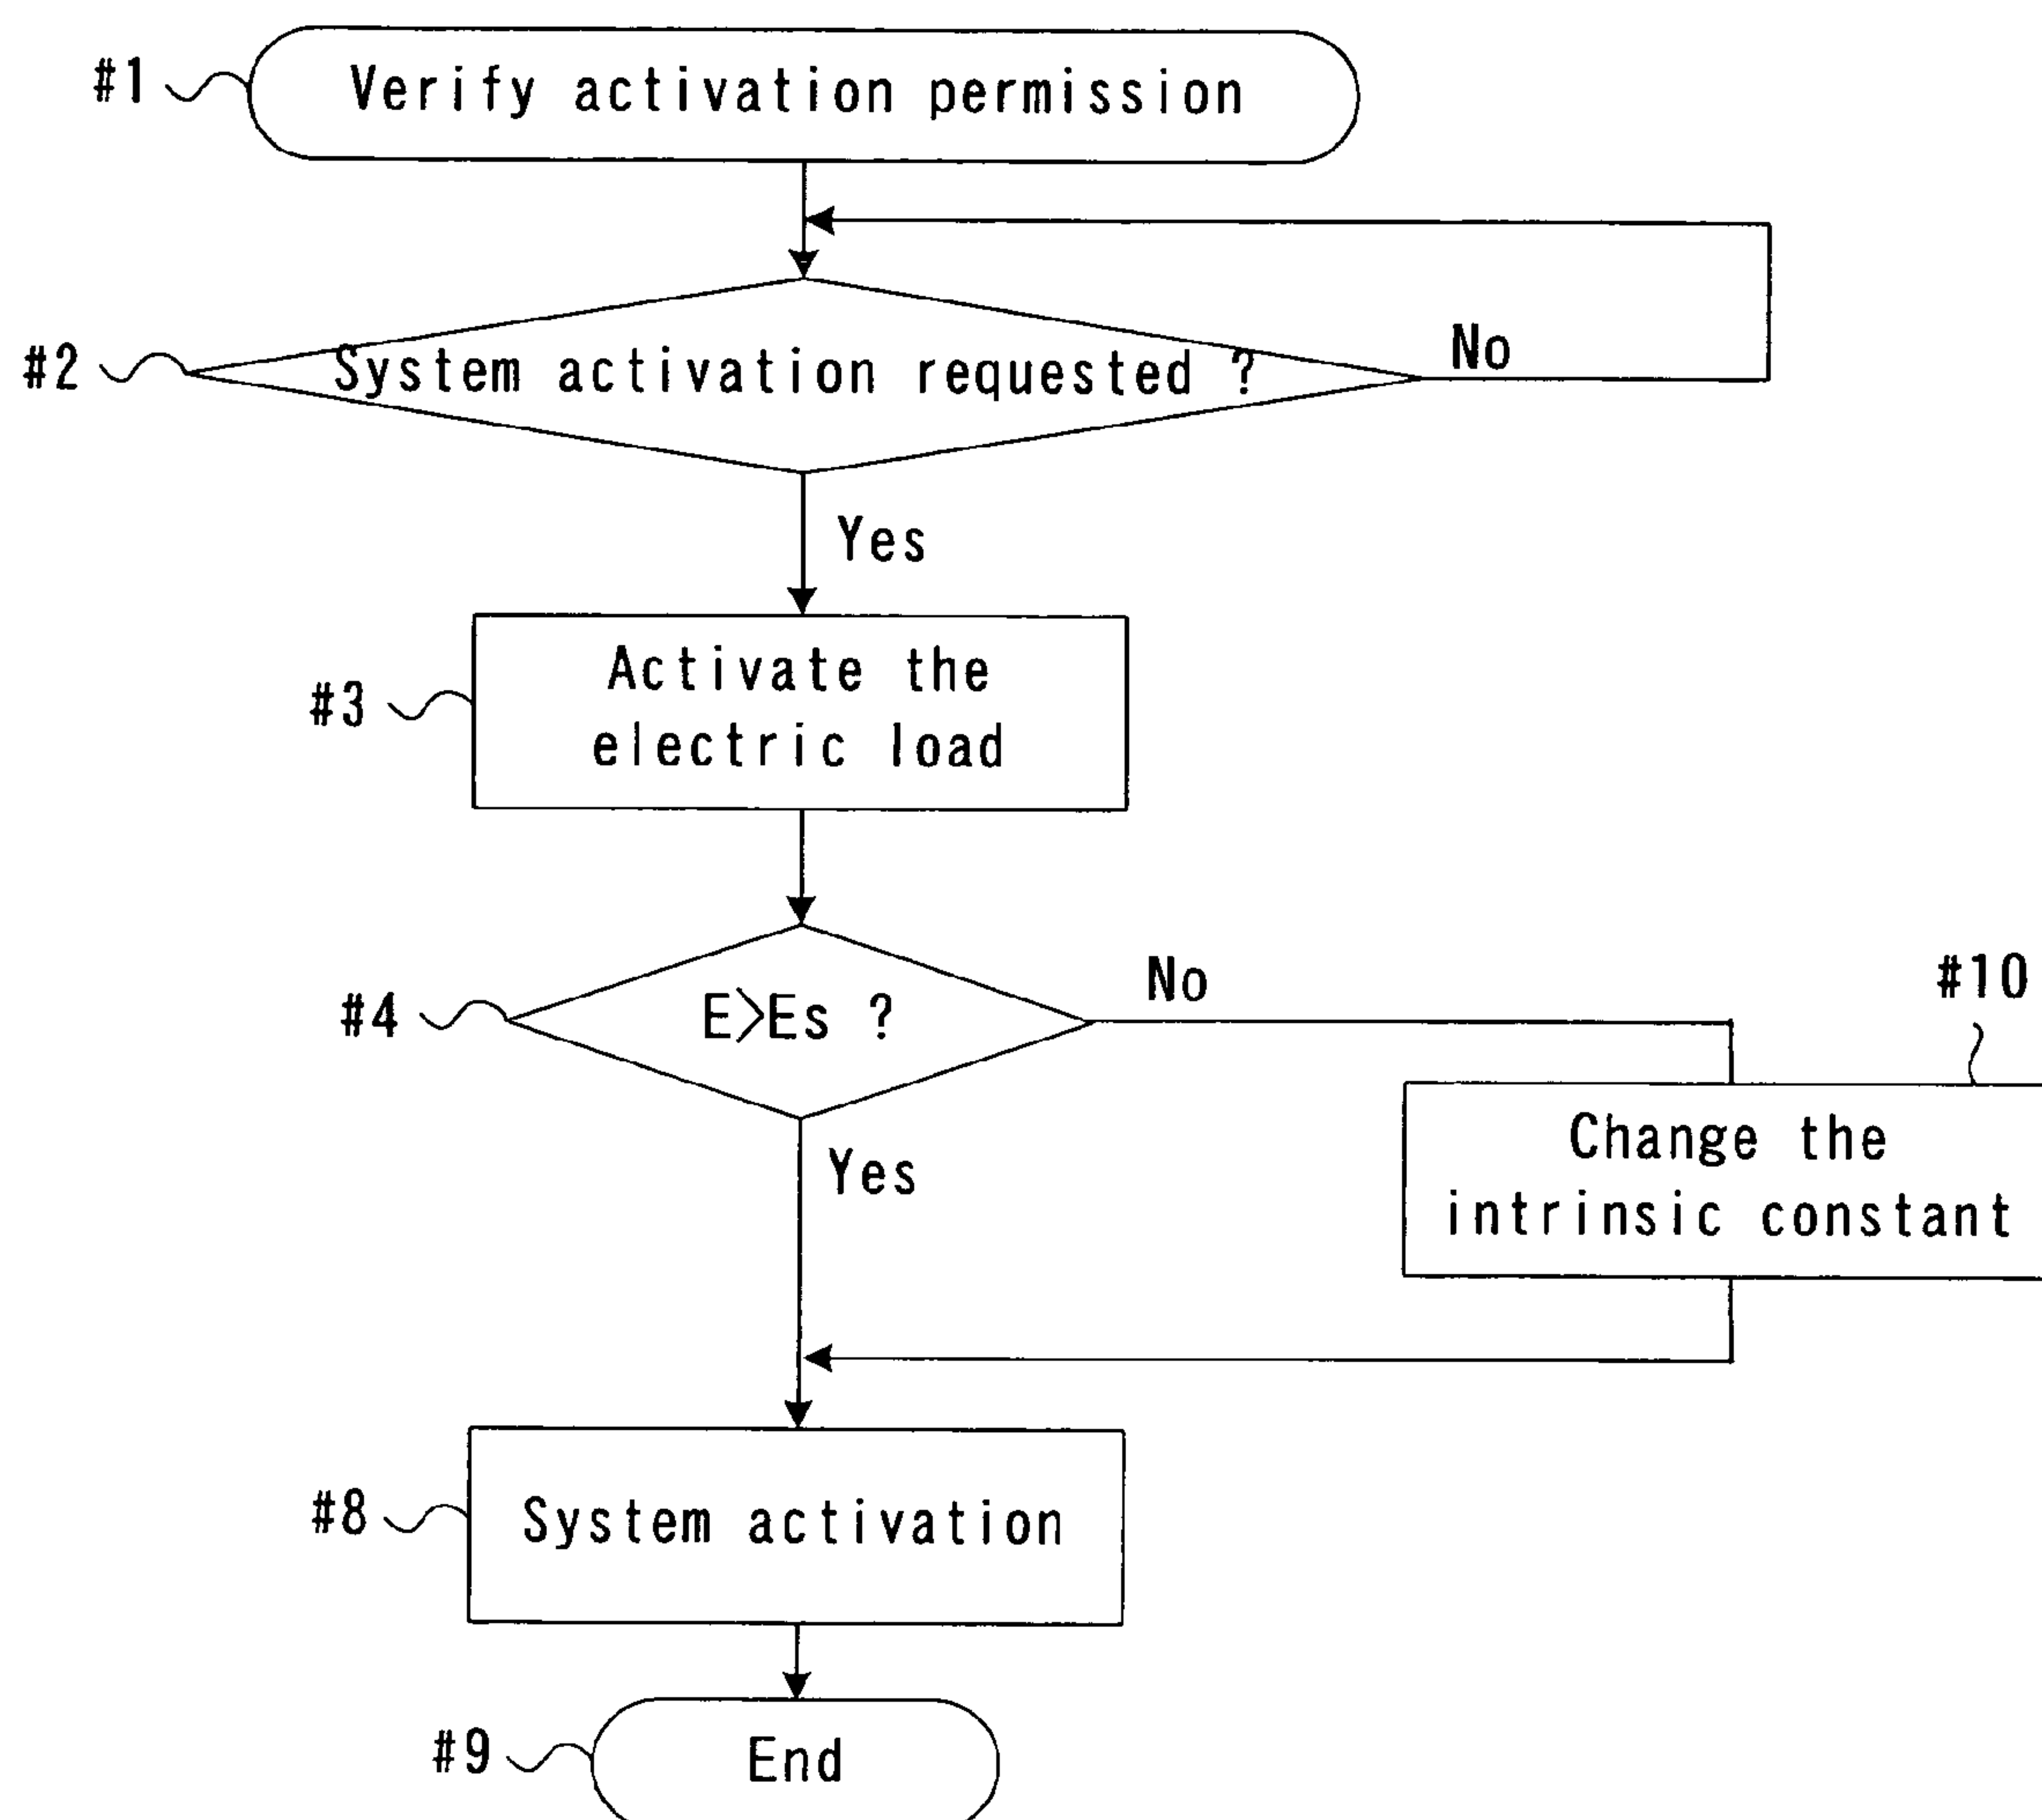 #1 Verify activation permission
#2 System activation requested ?
No
Yes
#3 Activate the
electric load
#4 E>Es ?
No
#10
Yes
Change the
intrinsic constant
#8 System activation
#9 End